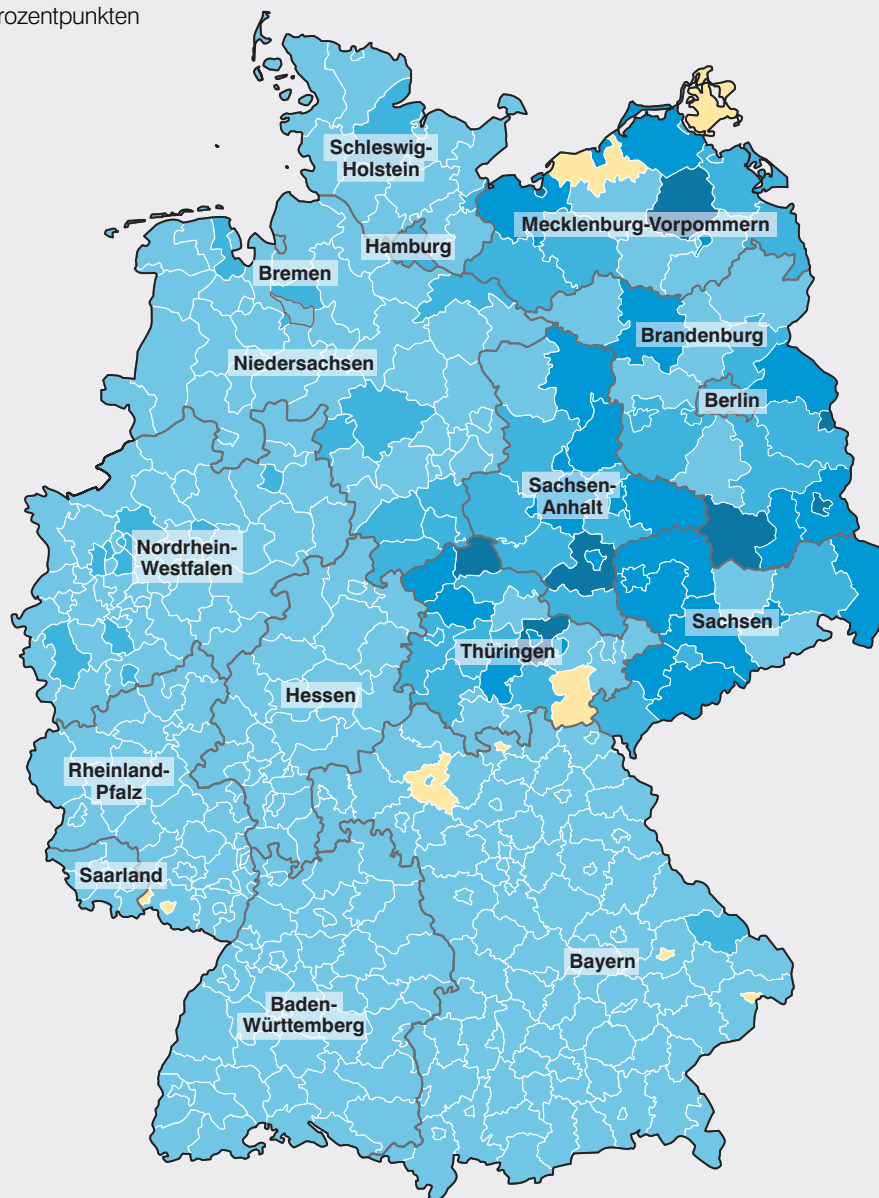 rozentpunkten
Schleswig-
Holstein
Mecklenburg-Vorpommern
Hamburg
Bremen
Brandenburg
Niedersachsen
Berlin
Sachsen-
Anhalt
Nordrhein-
Westfalen
Sachsen
Thüringen
Hessen
Rheinland-
Pfalz
Saarland
Bayern
Baden-
Württemberg